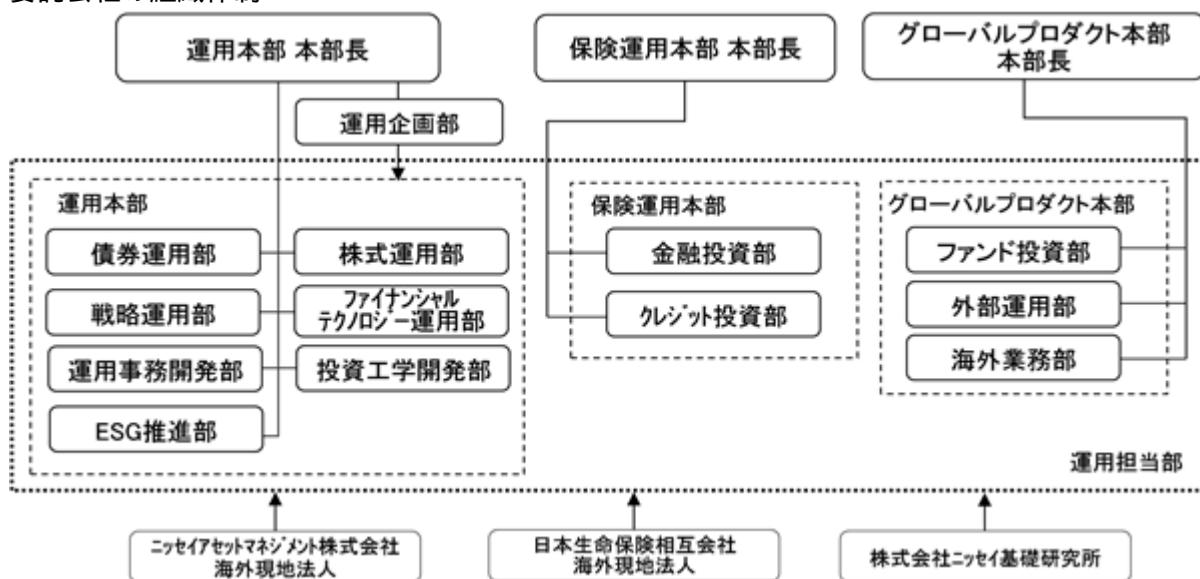 運用本部 本部長
保険運用本部 本部長
グローバルプロダクト本部
本部長
運用企画部
運用本部
債券運用部
株式運用部
戦略運用部
ファイナンシャル
テクノロジー運用部
運用事務開発部
投資工学開発部
ESG推進部
保険運用本部
金融投資部
クレジット投資部
グローバルプロダクト本部
ファンド投資部
外部運用部
海外業務部
運用担当部
ニッセイアセットマネジメント株式会社
海外現地法人
日本生命保険相互会社
海外現地法人
株式会社ニッセイ基礎研究所